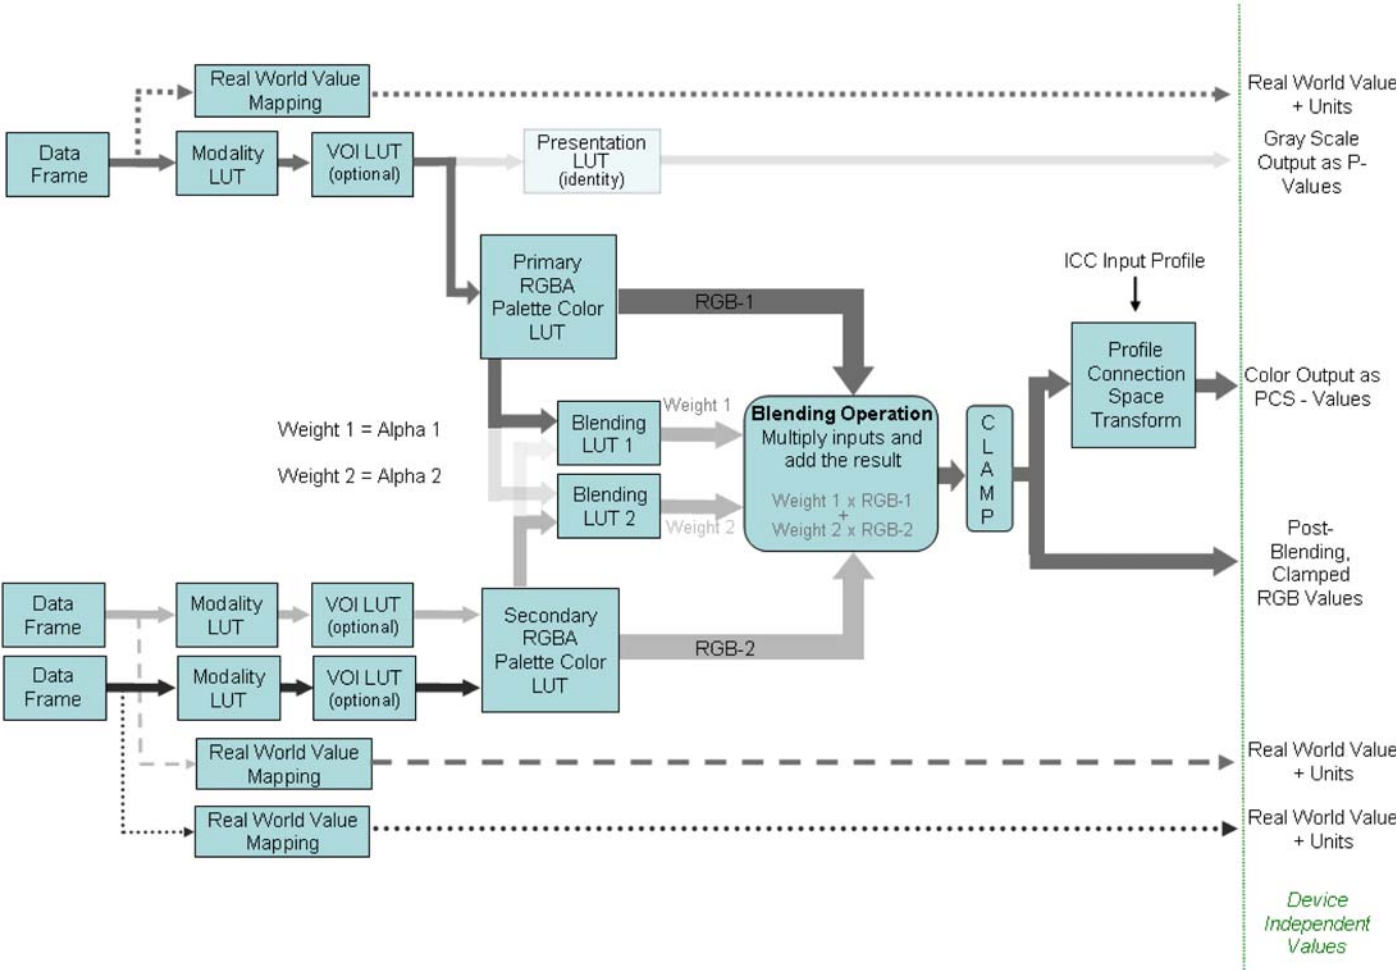 Real World Value
Mapping
Real World Value
+ Units
Data
Frame
Modality
LUT
VOI LUT
(optional)
Presentation
LUT
(identity)
Gray Scale
Output as P-
Values
Primary
RGBA
Palette Color
LUT
RGB-1
ICC Input Profile
Profile
Connection
Space
Transform
Color Output as
PCS - Values
Weight 1 = Alpha 1
Weight 2 = Alpha 2
Blending
LUT 1
Weight 1
Blending
LUT 2
Weight 2
Blending Operation
Multiply inputs and
add the result
Weight 1 x RGB-1
+
Weight 2 x RGB-2
C
L
A
M
P
Post-
Blending,
Clamped
RGB Values
Data
Frame
Modality
LUT
VOI LUT
(optional)
Secondary
RGBA
Palette Color
LUT
RGB-2
Data
Frame
Modality
LUT
VOI LUT
(optional)
Real World Value
Mapping
Real World Value
+ Units
Real World Value
Mapping
Real World Value
+ Units
Device
Independent
Values